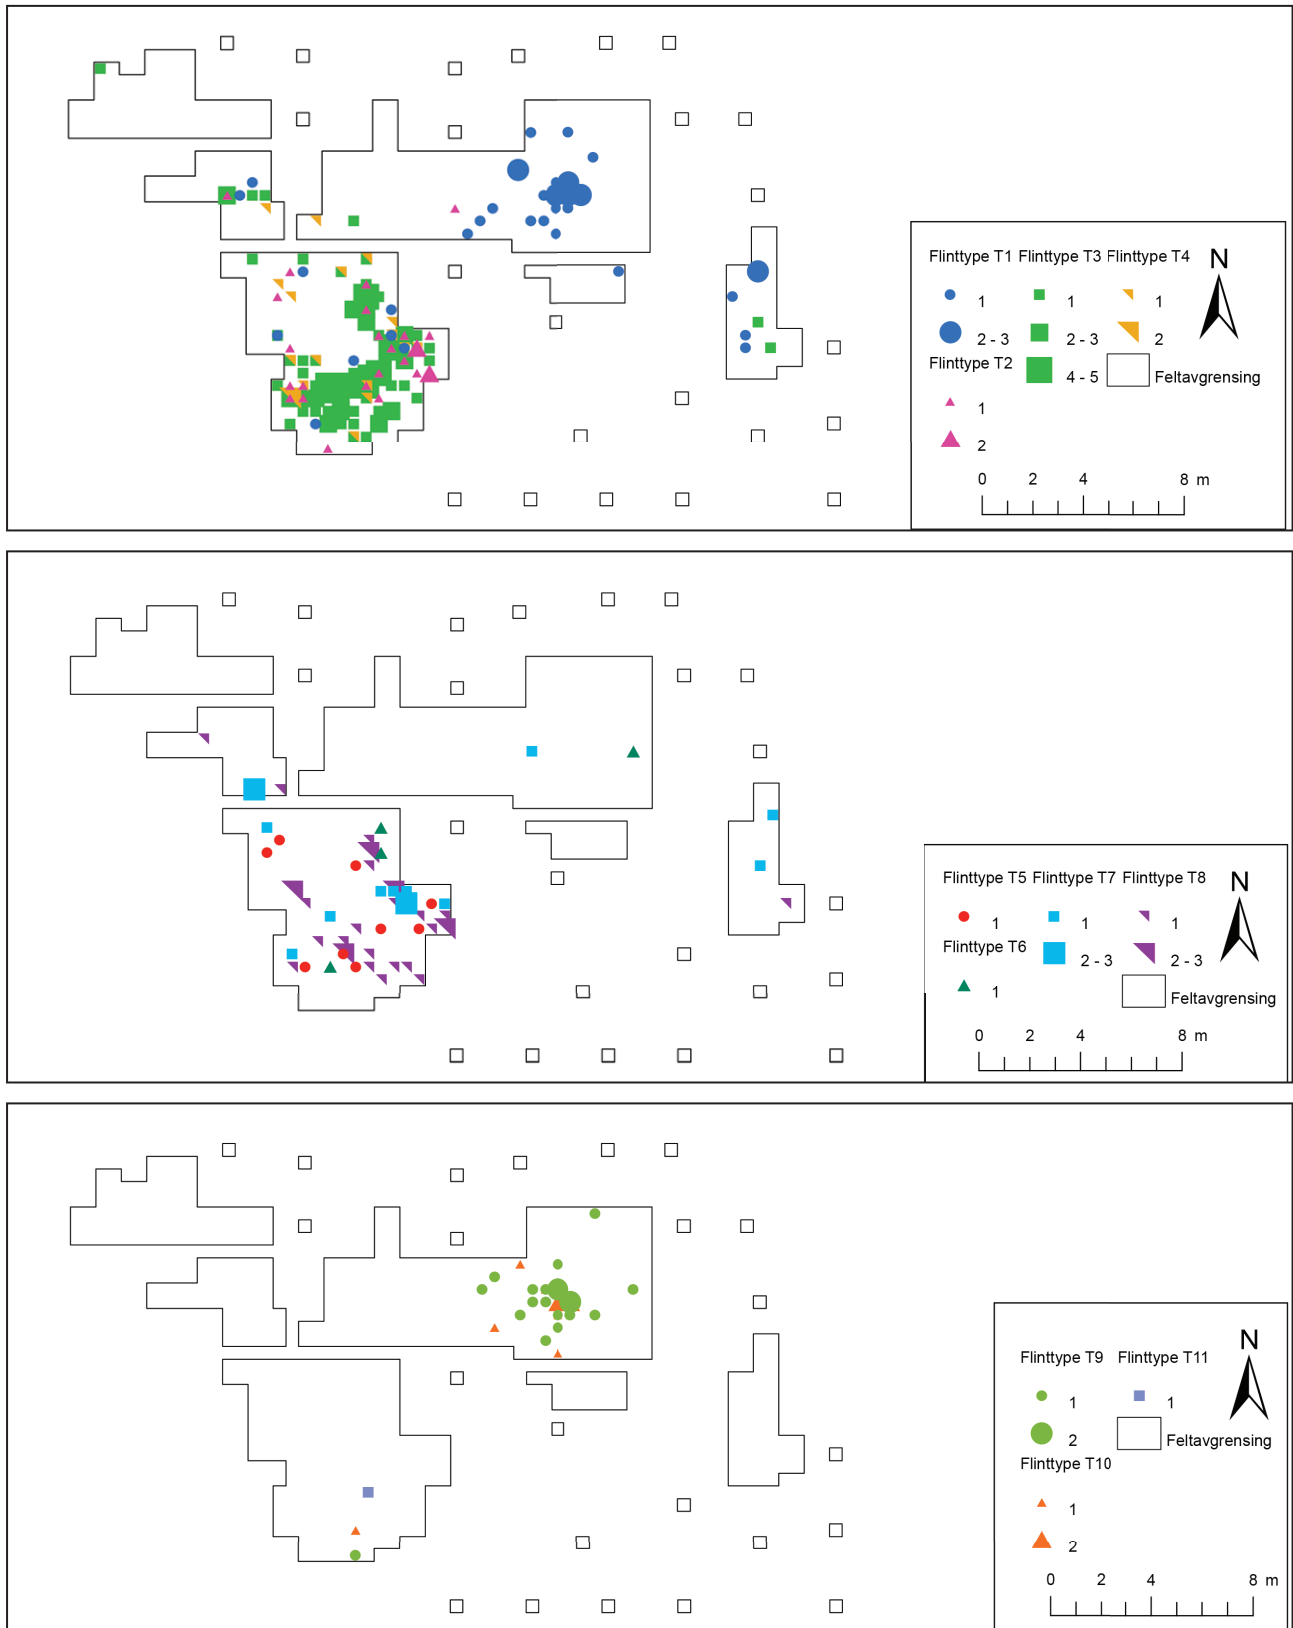 Flinttype T1 Flinttype T3 Flinttype T4
N
1 1 1
2 - 3 2 - 3 2
Flinttype T2
4 - 5 Feltavgrensing
1
2
0 2 4 8 m
Flinttype T5 Flinttype T7 Flinttype T8
N
1 1 1
Flinttype T6
2 - 3 2 - 3
1
Feltavgrensing
0 2 4 8 m
N
Flinttype T9 Flinttype T11
1 1
2 Feltavgrensing
Flinttype T10
1
2
0 2 4 8 m